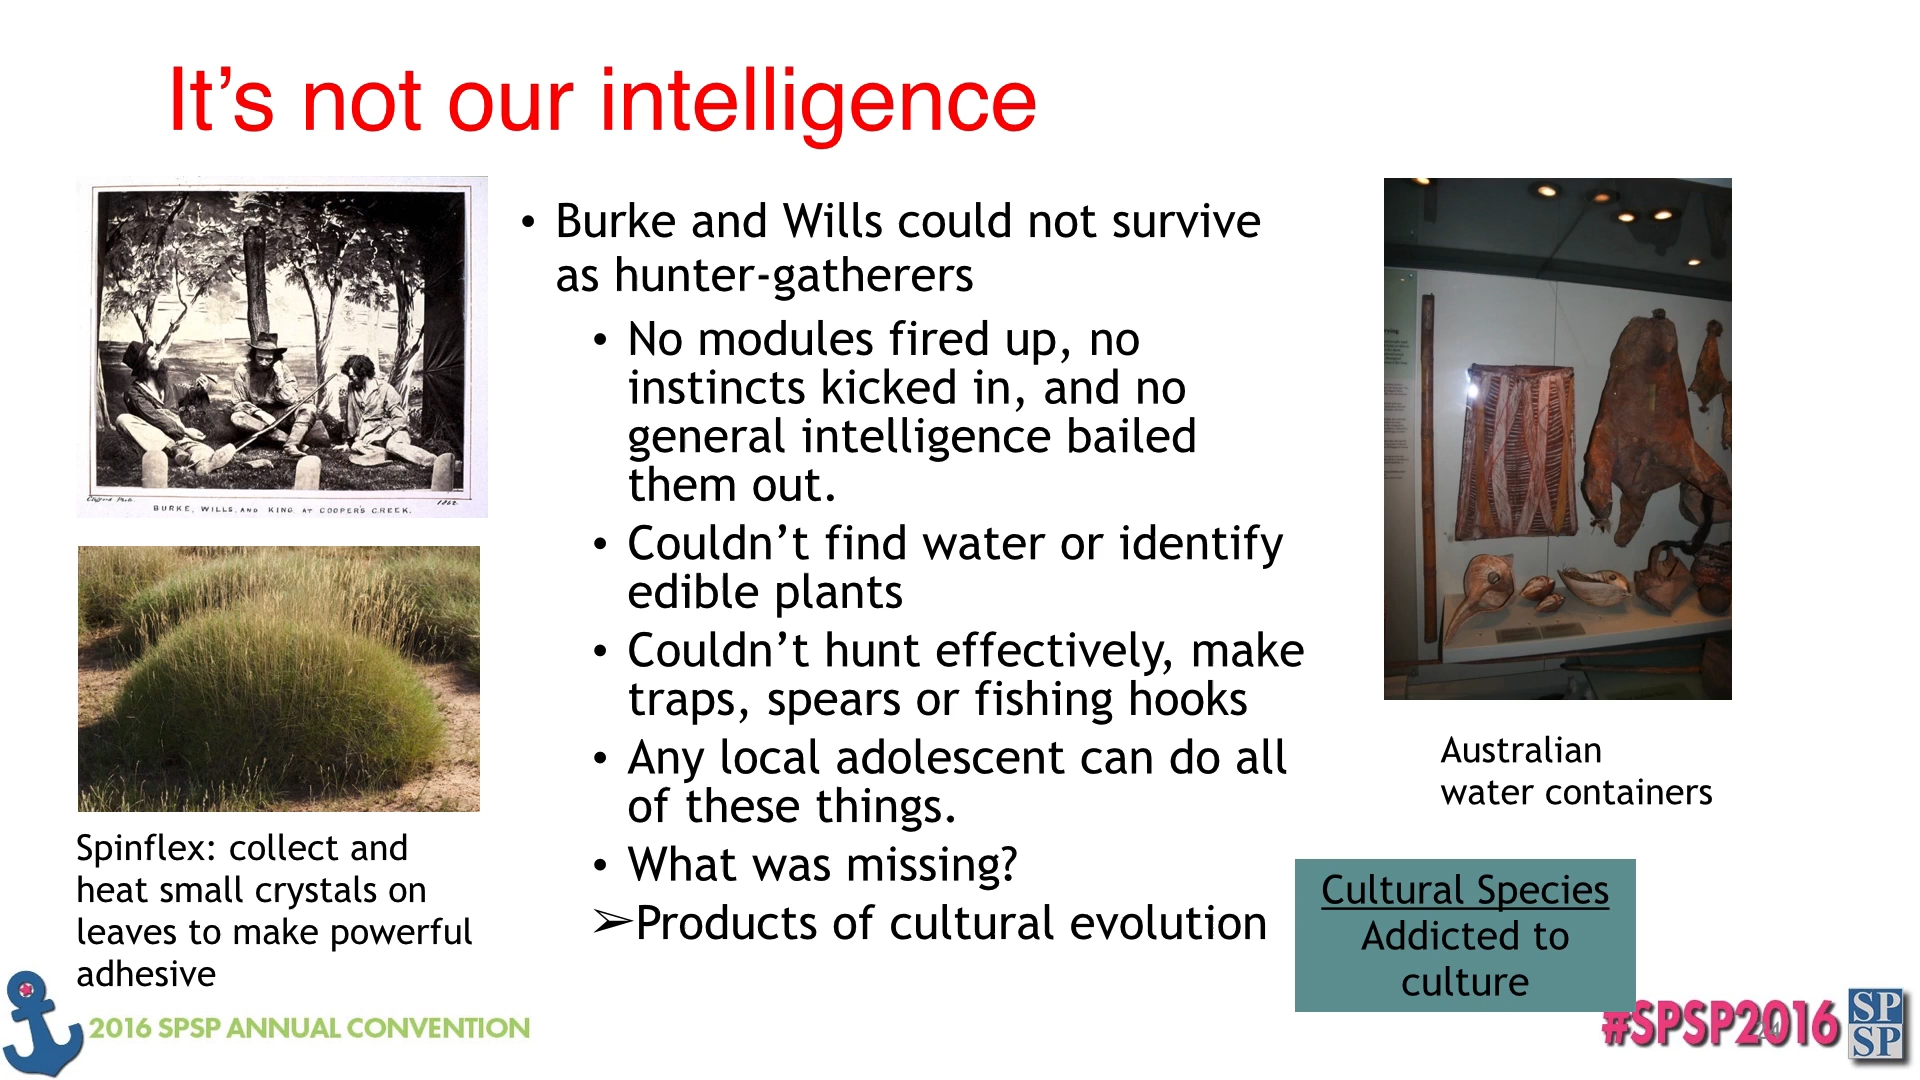 It’s not our intelligence
• Burke and Wills could not survive
as hunter-gatherers
• No modules fired up, no
instincts kicked in, and no
general intelligence bailed
them out.
• Couldn’t find water or identify
edible plants
• Couldn’t hunt effectively, make
traps, spears or fishing hooks
• Any local adolescent can do all
of these things.
• What was missing?
➢Products of cultural evolution
1862
BURKE, WILLS, AND KING AT COOPER'S CREEK.
Spinflex: collect and
heat small crystals on
leaves to make powerful
adhesive
Australian
water containers
Cultural Species
Addicted to
culture
2016 SPSP ANNUAL CONVENTION
#SPSP2016
SP
SP